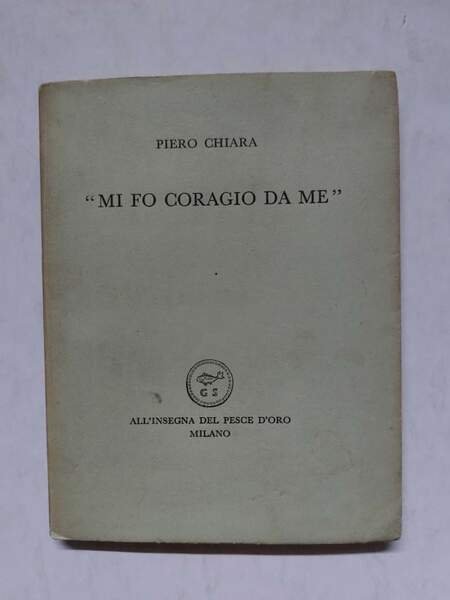 PIERO CHIARA
“MI FO CORAGIO DA ME”
G S
ALL'INSEGNA DEL PESCE D'ORO
MILANO